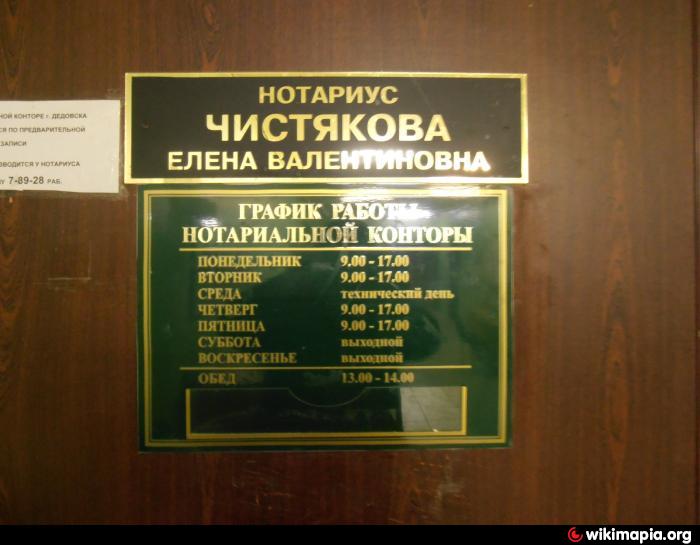 НОЙ КОНТОРЕ г. ДЕДОВСКА
СЯ ПО ПРЕДВАРИТЕЛЬНОЙ
ЗАПИСИ
ЗВОДИТСЯ У НОТАРИУСА
7-89-28 РАБ.
НОТАРИУС
ЧИСТЯКОВА
ЕЛЕНА ВАЛЕНТИНОВНА
ГРАФИК РАБОТЫ
НОТАРИАЛЬНОЙ КОНТОРЫ
ПОНЕДЕЛЬНИК 9.00 - 17.00
ВТОРНИК 9.00 - 17.00
СРЕДА технический день
ЧЕТВЕРГ 9.00 - 17.00
ПЯТНИЦА 9.00 - 17.00
СУББОТА выходной
ВОСКРЕСЕНЬЕ выходной
ОБЕД 13.00 - 14.00
wikimapia.org